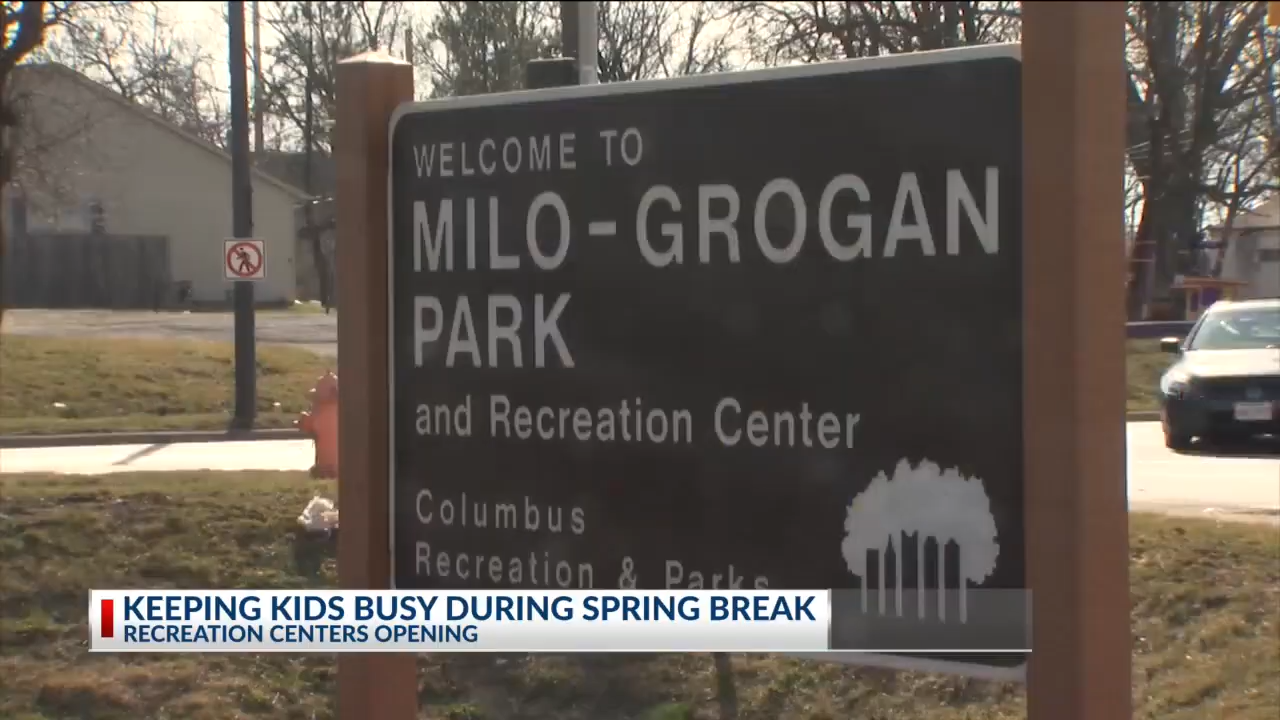 WELCOME TO
MILO-GROGAN
PARK
and Recreation Center
Columbus
Recreation & Parks
KEEPING KIDS BUSY DURING SPRING BREAK
RECREATION CENTERS OPENING